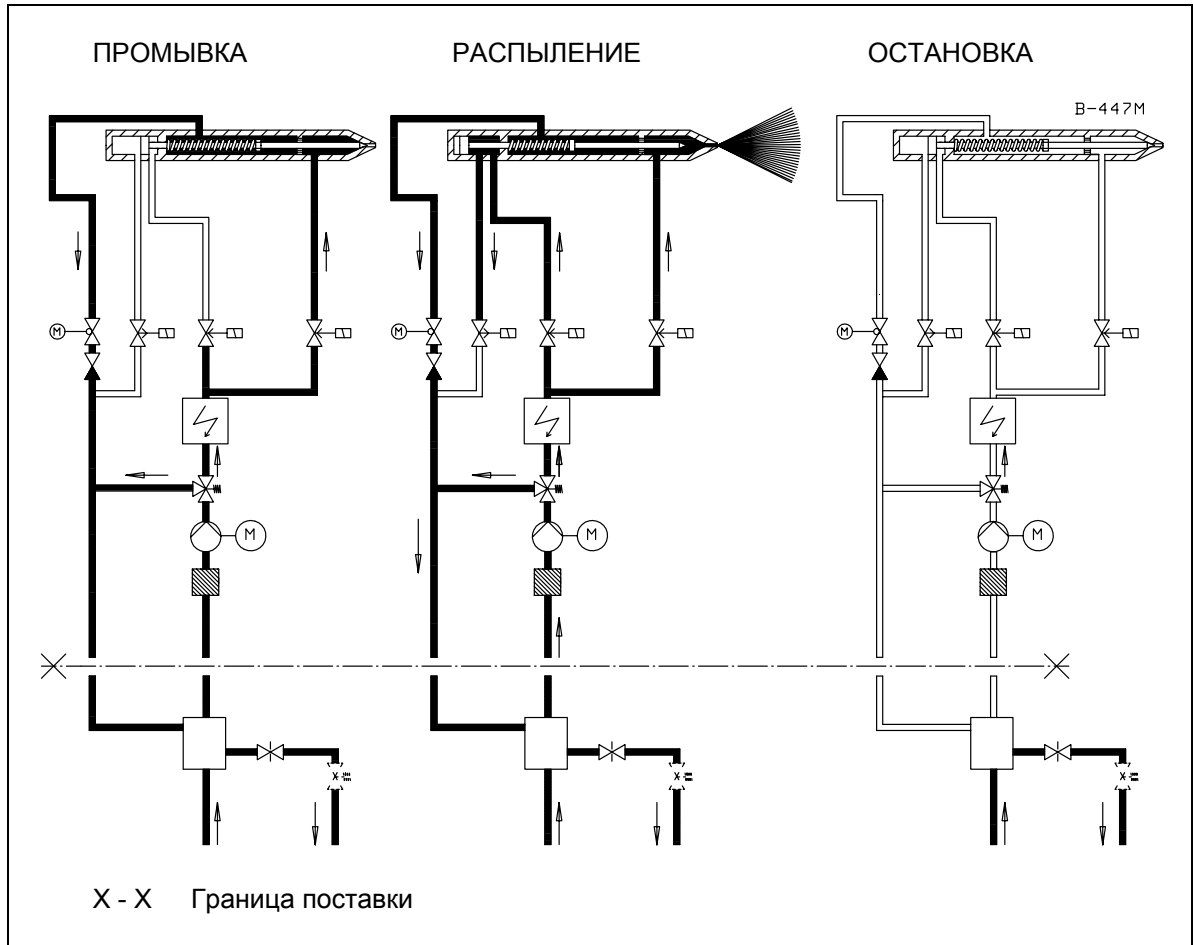 ПРОМЫВКА РАСПЫЛЕНИЕ ОСТАНОВКА
B-447M
M M M
M M M
X - X Граница поставки